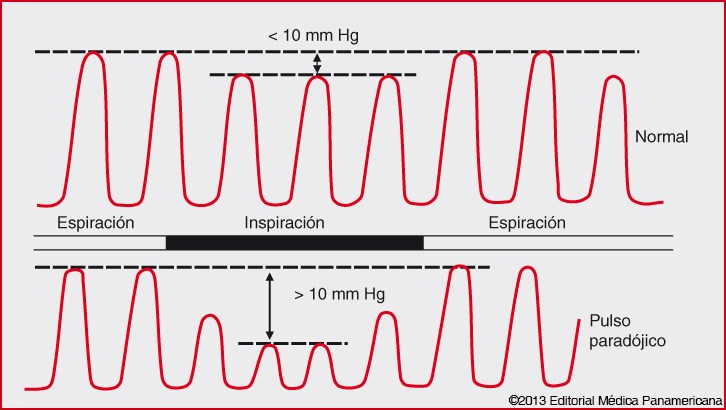 < 10 mm Hg
Normal
Espiración
Inspiración
Espiración
> 10 mm Hg
Pulso
paradójico
©2013 Editorial Médica Panamericana